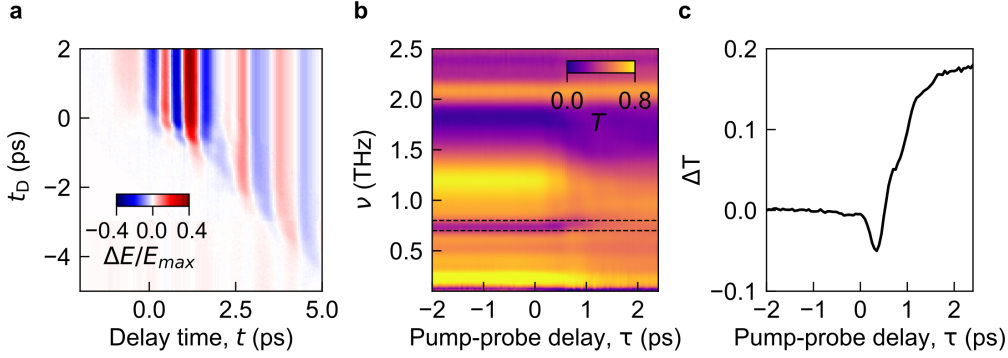 a
2
0
−2
−4
t_D (ps)
−0.4 0.0 0.4
ΔE/E_max
0.0 2.5 5.0
Delay time, t (ps)
b
2.5
2.0
1.5
1.0
0.5
ν (THz)
0.0 0.8
T
−2 −1 0 1 2
Pump-probe delay, τ (ps)
c
0.2
0.1
0.0
−0.1
ΔT
−2 −1 0 1 2
Pump-probe delay, τ (ps)